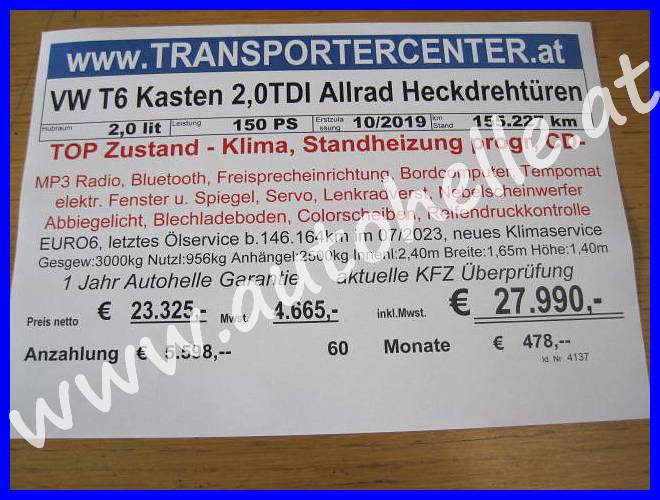 www.TRANSPORTERCENTER.at
VW T6 Kasten 2,0TDI Allrad Heckdrehtüren
Hubraum 2,0 lit Leistung 150 PS Erstzulassung 10/2019 km Stand 155.227 km
TOP Zustand - Klima, Standheizung progr, CD-
MP3 Radio, Bluetooth, Freisprecheinrichtung, Bordcomputer, Tempomat
elektr. Fenster u. Spiegel, Servo, Lenkradverst, Nebelscheinwerfer
Abbiegelicht, Blechladeboden, Colorscheiben, Reifendruckkontrolle
EURO6, letztes Ölservice b.146.164km im 07/2023, neues Klimaservice
Gesgew:3000kg Nutzl:956kg Anhängel:2500kg Innenl:2,40m Breite:1,65m Höhe:1,40m
1 Jahr Autohelle Garantie aktuelle KFZ Überprüfung
Preis netto € 23.325,- Mwst. 4.665,- inkl.Mwst. € 27.990,-
Anzahlung € 5.598,-- 60 Monate € 478,--
Id. Nr. 4137
www.autohelle.at